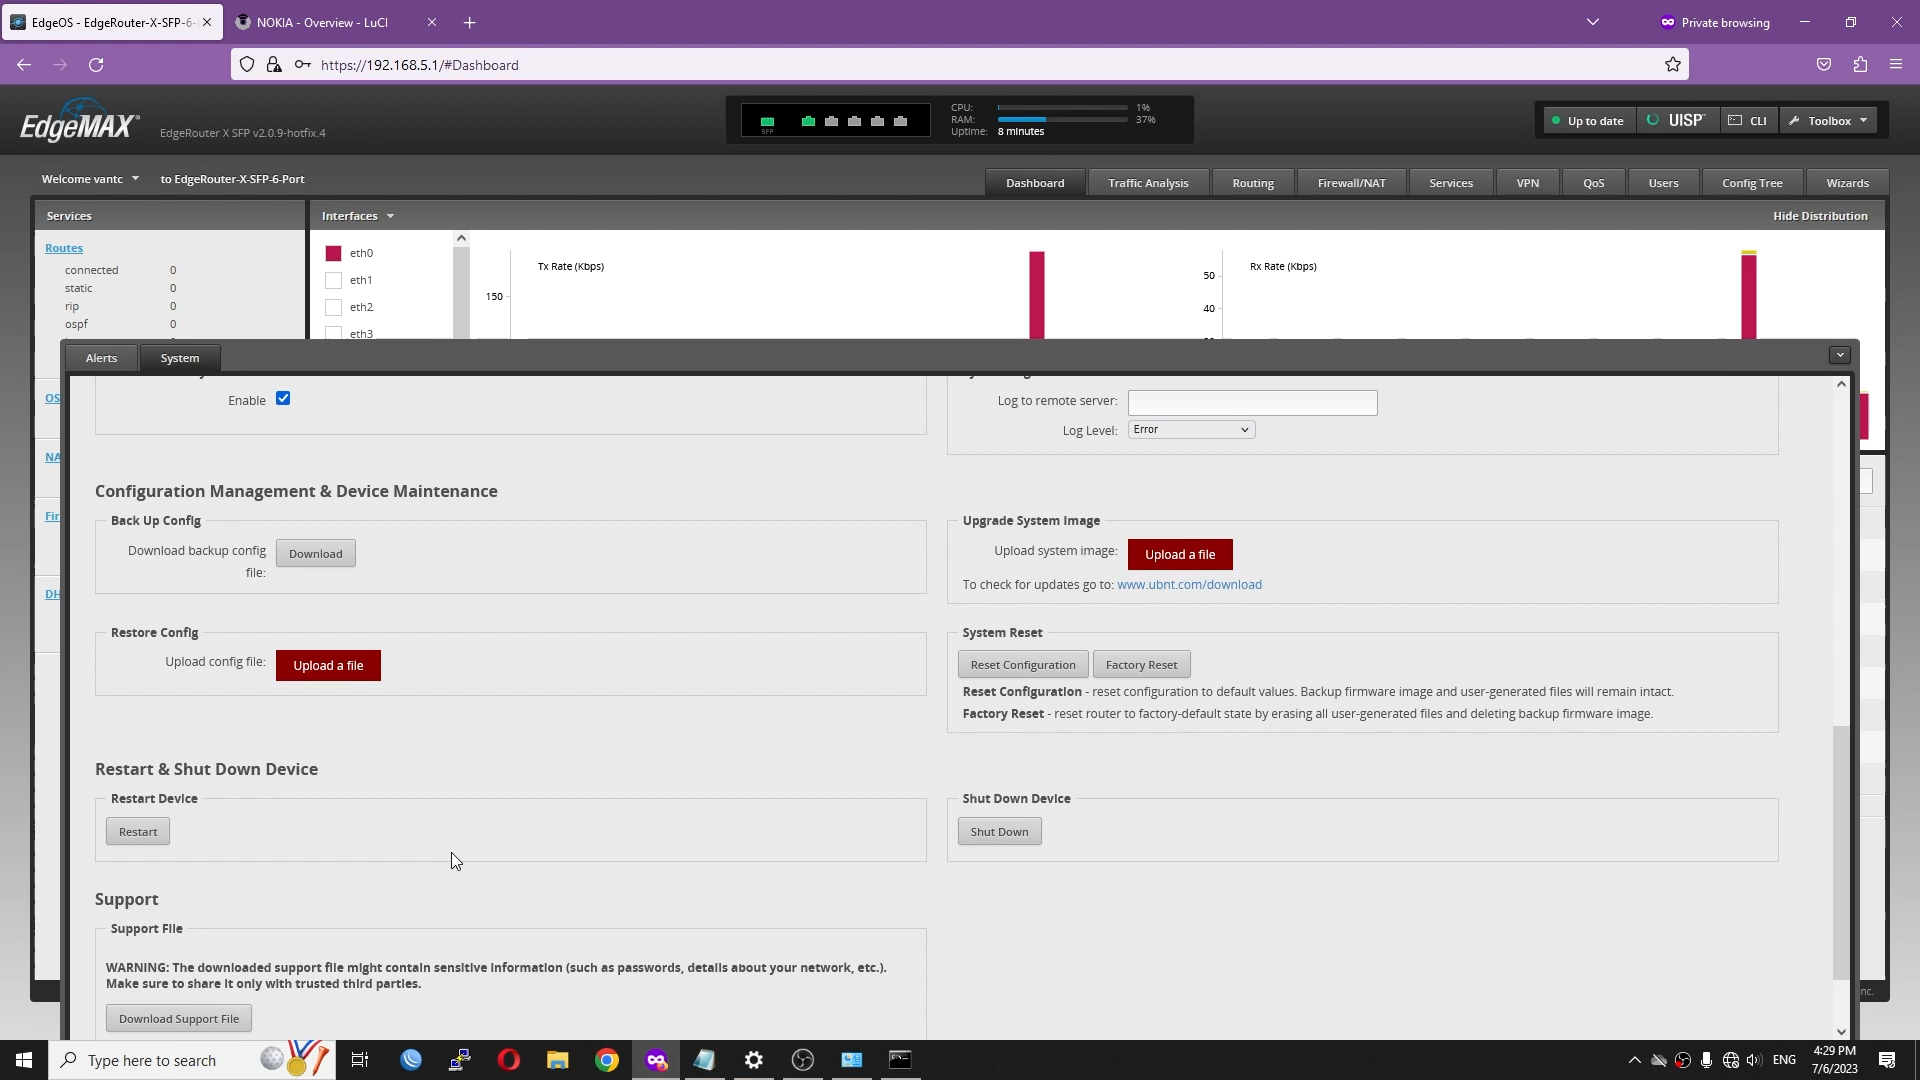 EdgeOS - EdgeRouter-X-SFP-6-
NOKIA - Overview - LuCI
Private browsing
https://192.168.5.1/#Dashboard
EdgeMAX
EdgeRouter X SFP v2.0.9-hotfix.4
SFP
CPU: 1%
RAM: 37%
Uptime: 8 minutes
Up to date
UISP
CLI
Toolbox
Welcome vantc
to EdgeRouter-X-SFP-6-Port
Dashboard
Traffic Analysis
Routing
Firewall/NAT
Services
VPN
QoS
Users
Config Tree
Wizards
Services
Interfaces
Hide Distribution
Routes
connected 0
static 0
rip 0
ospf 0
eth0
eth1
eth2
eth3
Tx Rate (Kbps)
150
Rx Rate (Kbps)
50
40
OS
NA
Fir
DH
Alerts
System
Enable
Log to remote server:
Log Level: Error
Configuration Management & Device Maintenance
Back Up Config
Download backup config
file:
Download
Upgrade System Image
Upload system image: Upload a file
To check for updates go to: www.ubnt.com/download
Restore Config
Upload config file: Upload a file
System Reset
Reset Configuration
Factory Reset
Reset Configuration - reset configuration to default values. Backup firmware image and user-generated files will remain intact.
Factory Reset - reset router to factory-default state by erasing all user-generated files and deleting backup firmware image.
Restart & Shut Down Device
Restart Device
Restart
Shut Down Device
Shut Down
Support
Support File
WARNING: The downloaded support file might contain sensitive information (such as passwords, details about your network, etc.).
Make sure to share it only with trusted third parties.
Download Support File
nc.
Type here to search
ENG
4:29 PM
7/6/2023